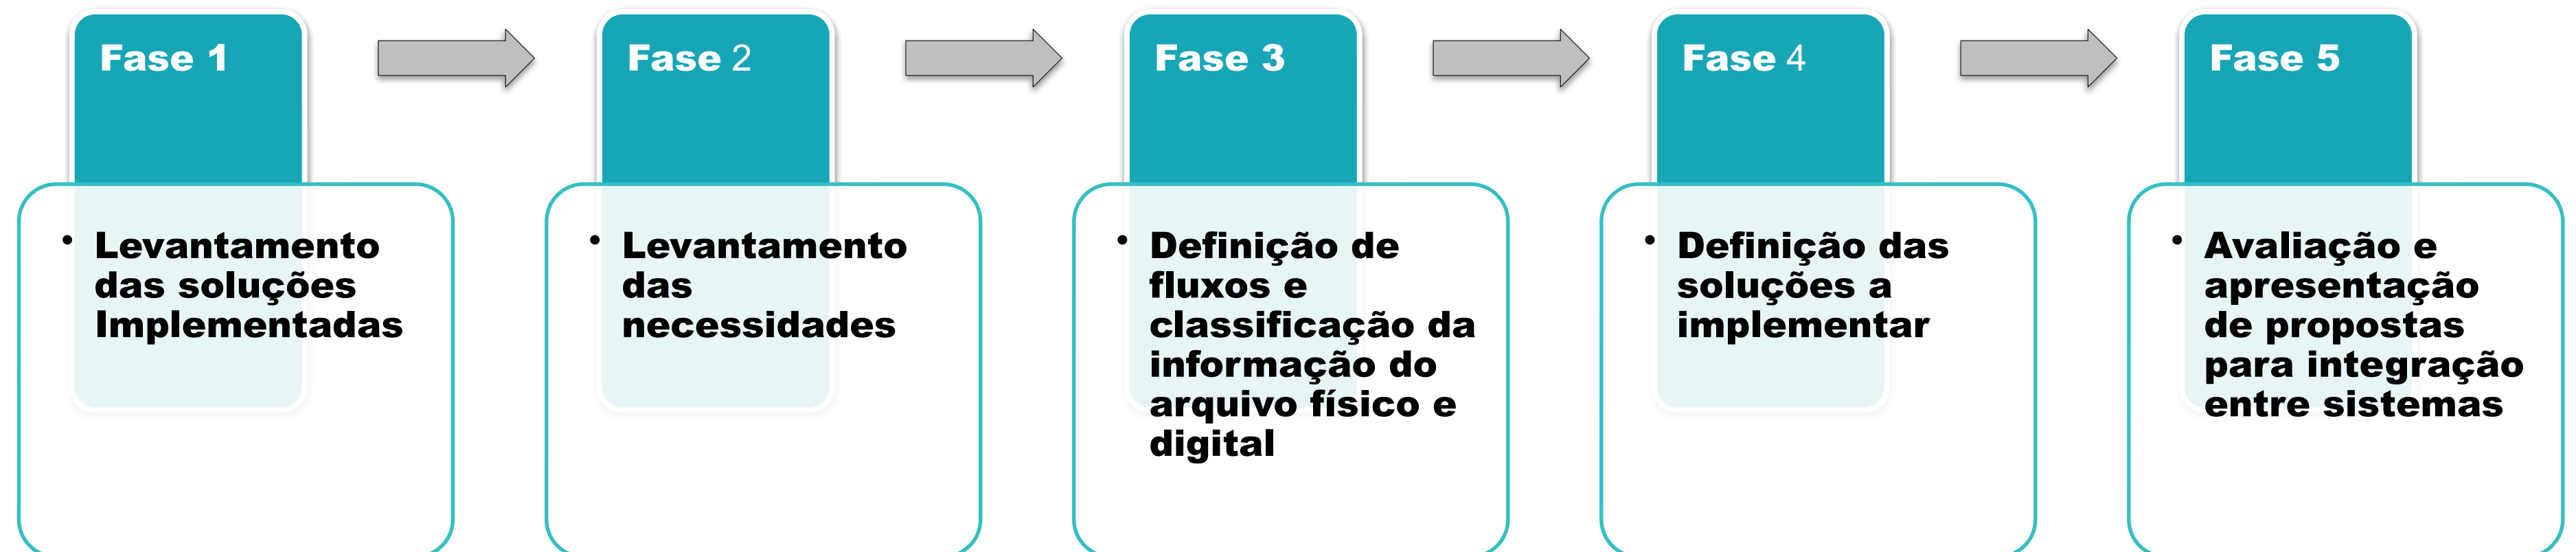 Fase 1
• Levantamento
das soluções
Implementadas
Fase 2
• Levantamento
das
necessidades
Fase 3
• Definição de
fluxos e
classificação da
informação do
arquivo físico e
digital
Fase 4
• Definição das
soluções a
implementar
Fase 5
• Avaliação e
apresentação
de propostas
para integração
entre sistemas